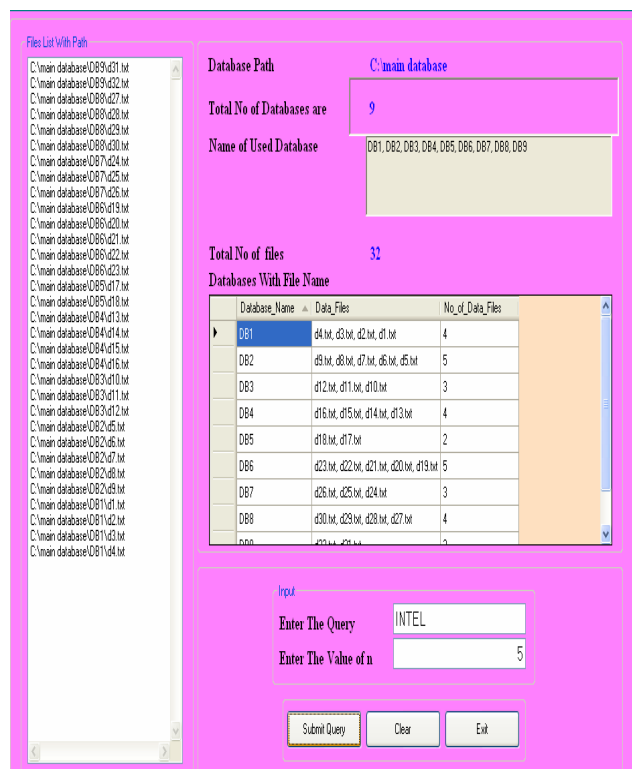 Files List With Path
C:\main database\DB9\d31.txt
C:\main database\DB9\d32.txt
C:\main database\DB8\d27.txt
C:\main database\DB8\d28.txt
C:\main database\DB8\d29.txt
C:\main database\DB8\d30.txt
C:\main database\DB7\d24.txt
C:\main database\DB7\d25.txt
C:\main database\DB7\d26.txt
C:\main database\DB6\d19.txt
C:\main database\DB6\d20.txt
C:\main database\DB6\d21.txt
C:\main database\DB6\d22.txt
C:\main database\DB6\d23.txt
C:\main database\DB5\d17.txt
C:\main database\DB5\d18.txt
C:\main database\DB4\d13.txt
C:\main database\DB4\d14.txt
C:\main database\DB4\d15.txt
C:\main database\DB4\d16.txt
C:\main database\DB3\d10.txt
C:\main database\DB3\d11.txt
C:\main database\DB3\d12.txt
C:\main database\DB2\d5.txt
C:\main database\DB2\d6.txt
C:\main database\DB2\d7.txt
C:\main database\DB2\d8.txt
C:\main database\DB2\d9.txt
C:\main database\DB1\d1.txt
C:\main database\DB1\d2.txt
C:\main database\DB1\d3.txt
C:\main database\DB1\d4.txt
Database Path C:\main database
Total No of Databases are 9
Name of Used Database DB1, DB2, DB3, DB4, DB5, DB6, DB7, DB8, DB9
Total No of files 32
Databases With File Name
Database_Name Data_Files No_of_Data_Files
DB1 d4.txt, d3.txt, d2.txt, d1.txt 4
DB2 d9.txt, d8.txt, d7.txt, d6.txt, d5.txt 5
DB3 d12.txt, d11.txt, d10.txt 3
DB4 d16.txt, d15.txt, d14.txt, d13.txt 4
DB5 d18.txt, d17.txt 2
DB6 d23.txt, d22.txt, d21.txt, d20.txt, d19.txt 5
DB7 d26.txt, d25.txt, d24.txt 3
DB8 d30.txt, d29.txt, d28.txt, d27.txt 4
Input
Enter The Query INTEL
Enter The Value of n 5
Submit Query Clear Exit